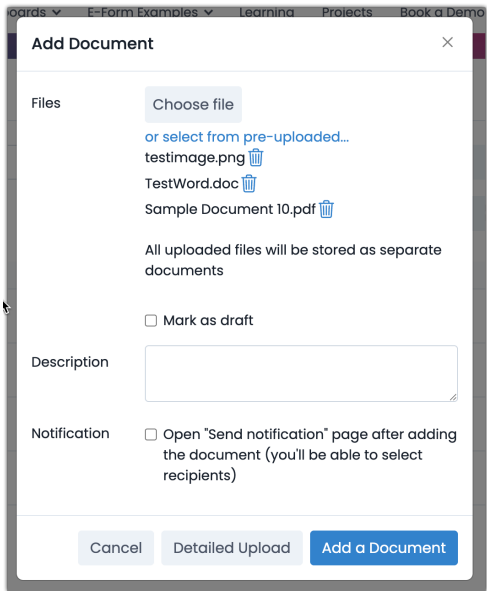 oards E-Form Examples Learning Projects Book a Demo
Add Document
Files
Choose file
or select from pre-uploaded...
testimage.png
TestWord.doc
Sample Document 10.pdf
All uploaded files will be stored as separate
documents
Mark as draft
Description
Notification
Open "Send notification" page after adding
the document (you'll be able to select
recipients)
Cancel Detailed Upload Add a Document